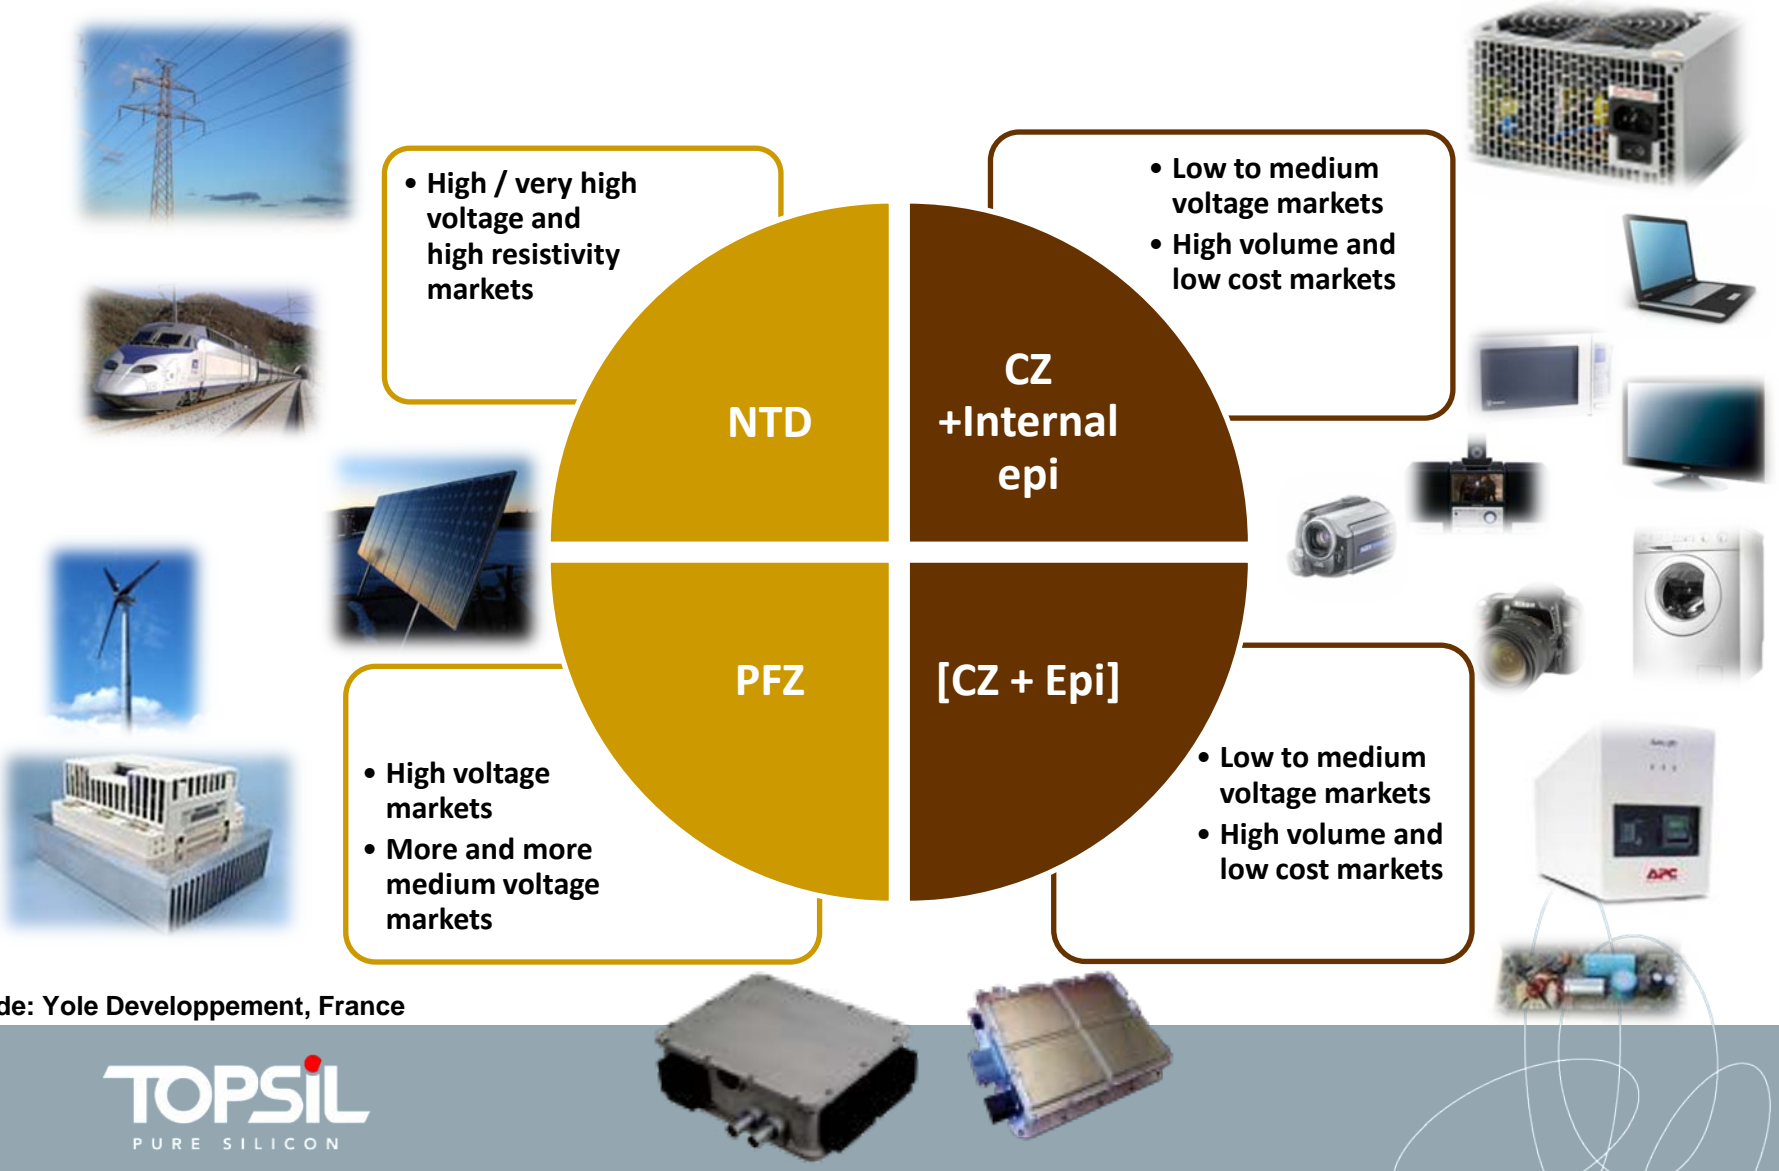 • High / very high
voltage and
high resistivity
markets
• Low to medium
voltage markets
• High volume and
low cost markets
NTD
CZ
+Internal
epi
PFZ
[CZ + Epi]
• High voltage
markets
• More and more
medium voltage
markets
• Low to medium
voltage markets
• High volume and
low cost markets
APC
de: Yole Developpement, France
TOPSIL
PURE SILICON